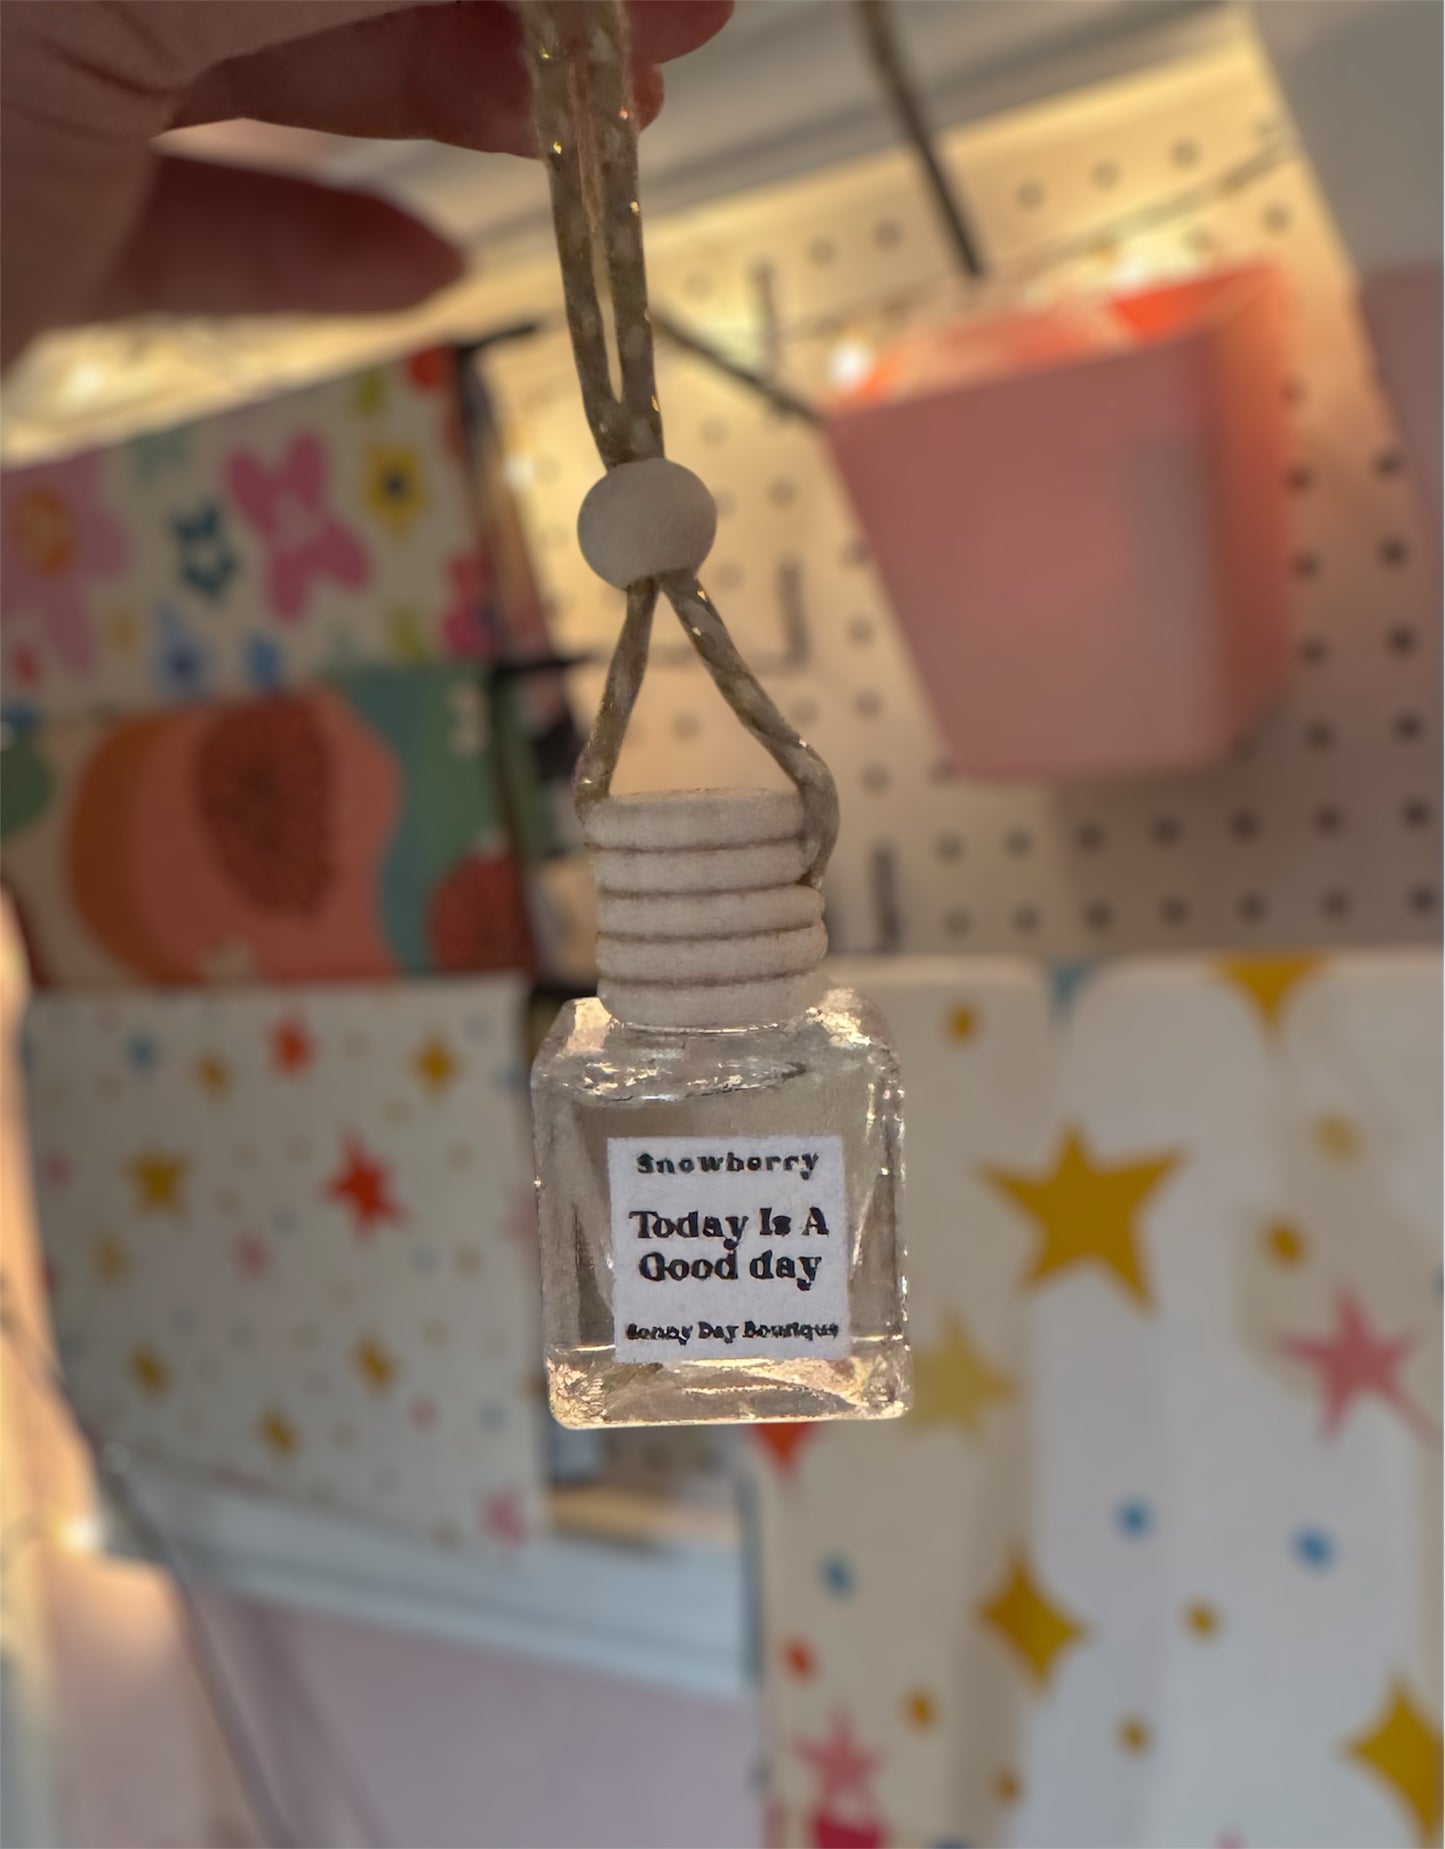 Snowberry
Today Is A
Good day
Day Boutique